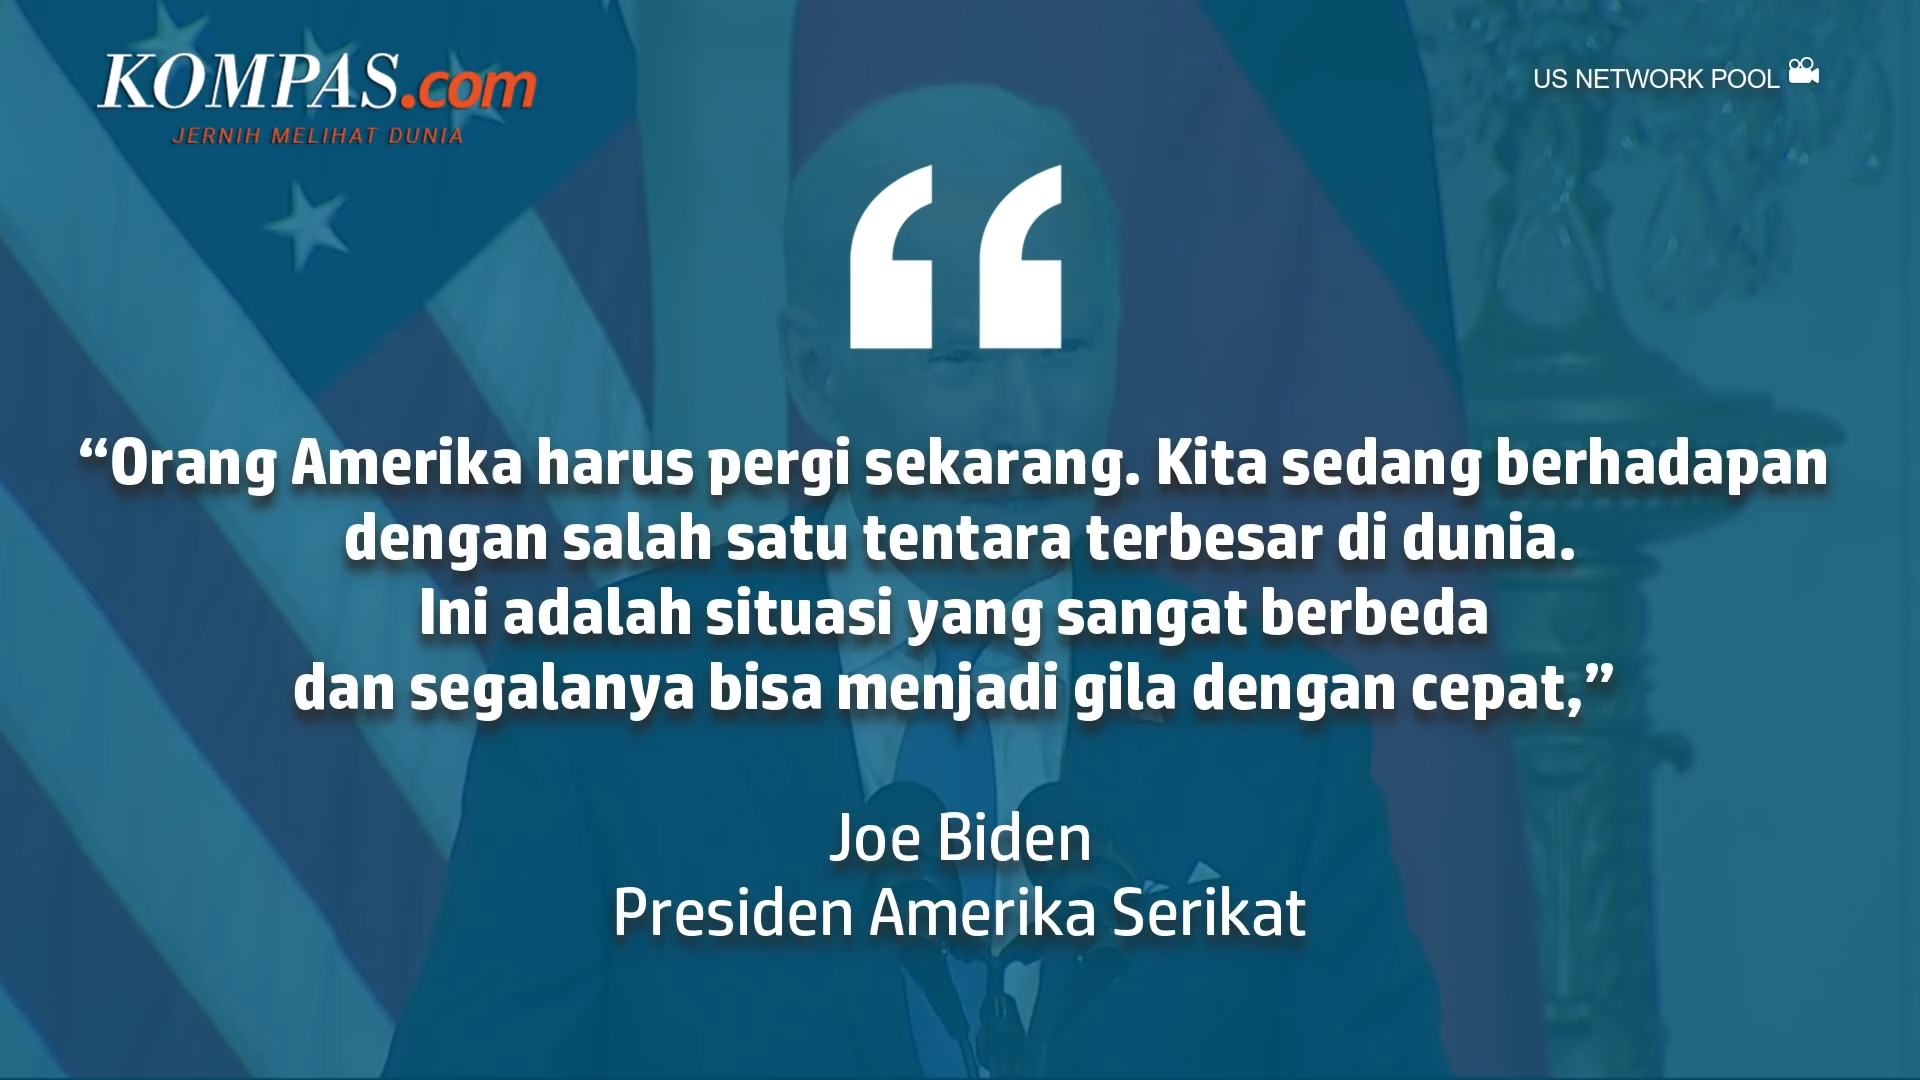 KOMPAS.com
JERNIH MELIHAT DUNIA
US NETWORK POOL
“Orang Amerika harus pergi sekarang. Kita sedang berhadapan
dengan salah satu tentara terbesar di dunia.
Ini adalah situasi yang sangat berbeda
dan segalanya bisa menjadi gila dengan cepat,”
Joe Biden
Presiden Amerika Serikat